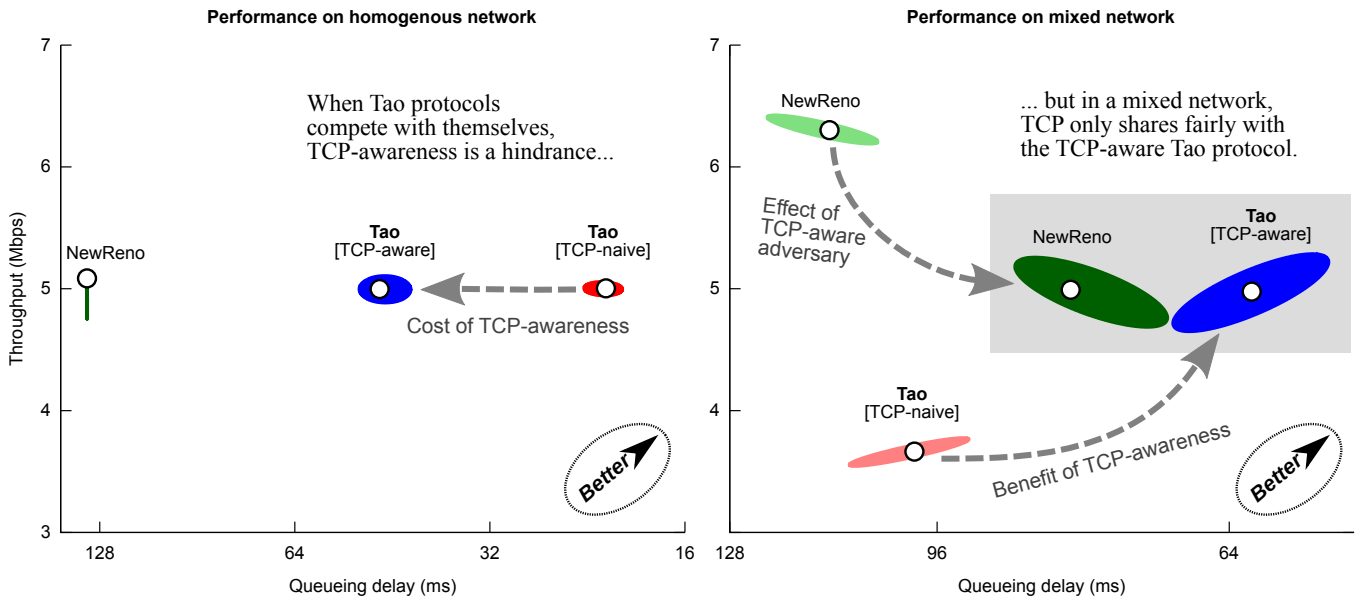 Performance on homogenous network
7
6
5
4
3
Throughput (Mbps)
128
64
32
16
Queueing delay (ms)
When Tao protocols
compete with themselves,
TCP-awareness is a hindrance...
NewReno
Tao
[TCP-aware]
Tao
[TCP-naive]
Cost of TCP-awareness
Better
Performance on mixed network
7
6
5
4
3
128
96
64
Queueing delay (ms)
NewReno
... but in a mixed network,
TCP only shares fairly with
the TCP-aware Tao protocol.
Effect of
TCP-aware
adversary
NewReno
Tao
[TCP-aware]
Tao
[TCP-naive]
Benefit of TCP-awareness
Better